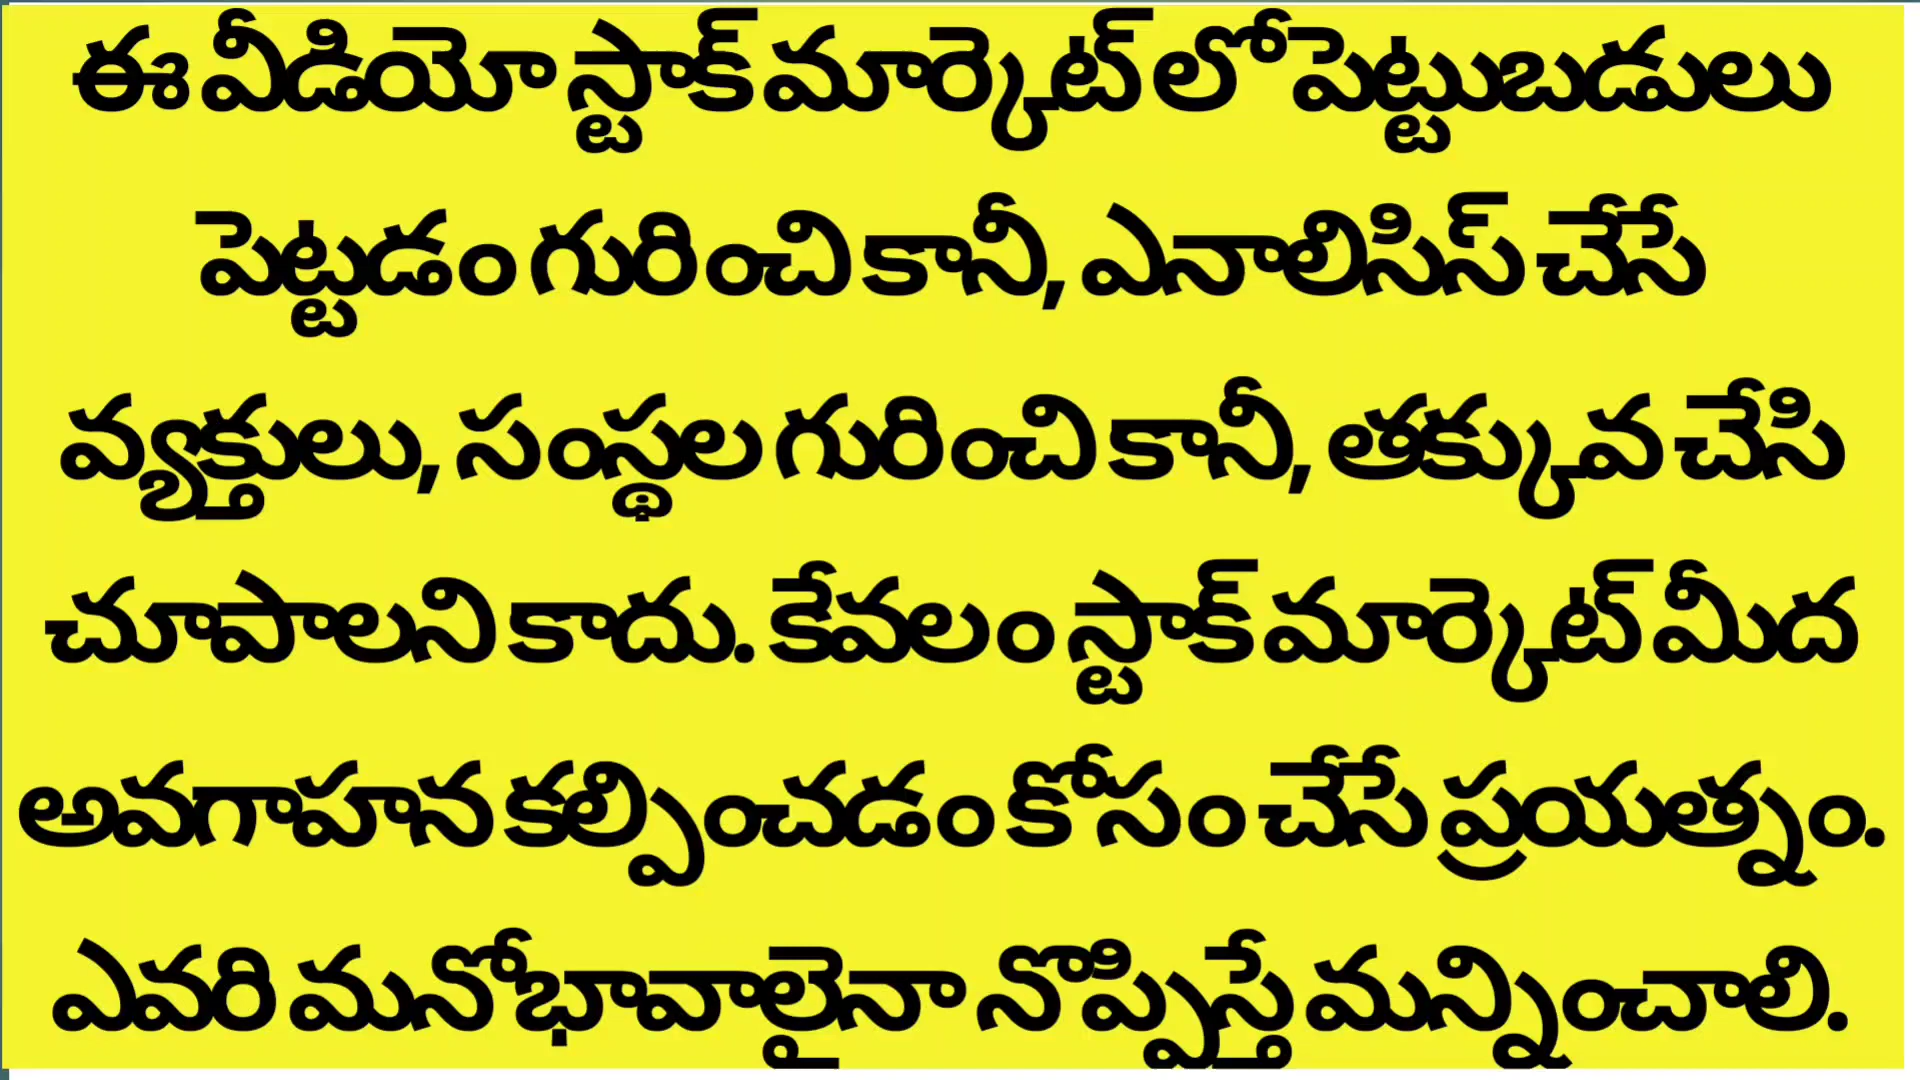 ఈ వీడియో స్టాక్ మార్కెట్ లో పెట్టుబడులు
పెట్టడం గురించి కానీ, ఎనాలిసిస్ చేసే
వ్యక్తులు, సంస్థల గురించి కానీ, తక్కువ చేసి
చూపాలని కాదు. కేవలం స్టాక్ మార్కెట్ మీద
అవగాహన కల్పించడం కోసం చేసే ప్రయత్నం.
ఎవరి మనోభావాలైనా నొప్పిస్తే మన్నించాలి.